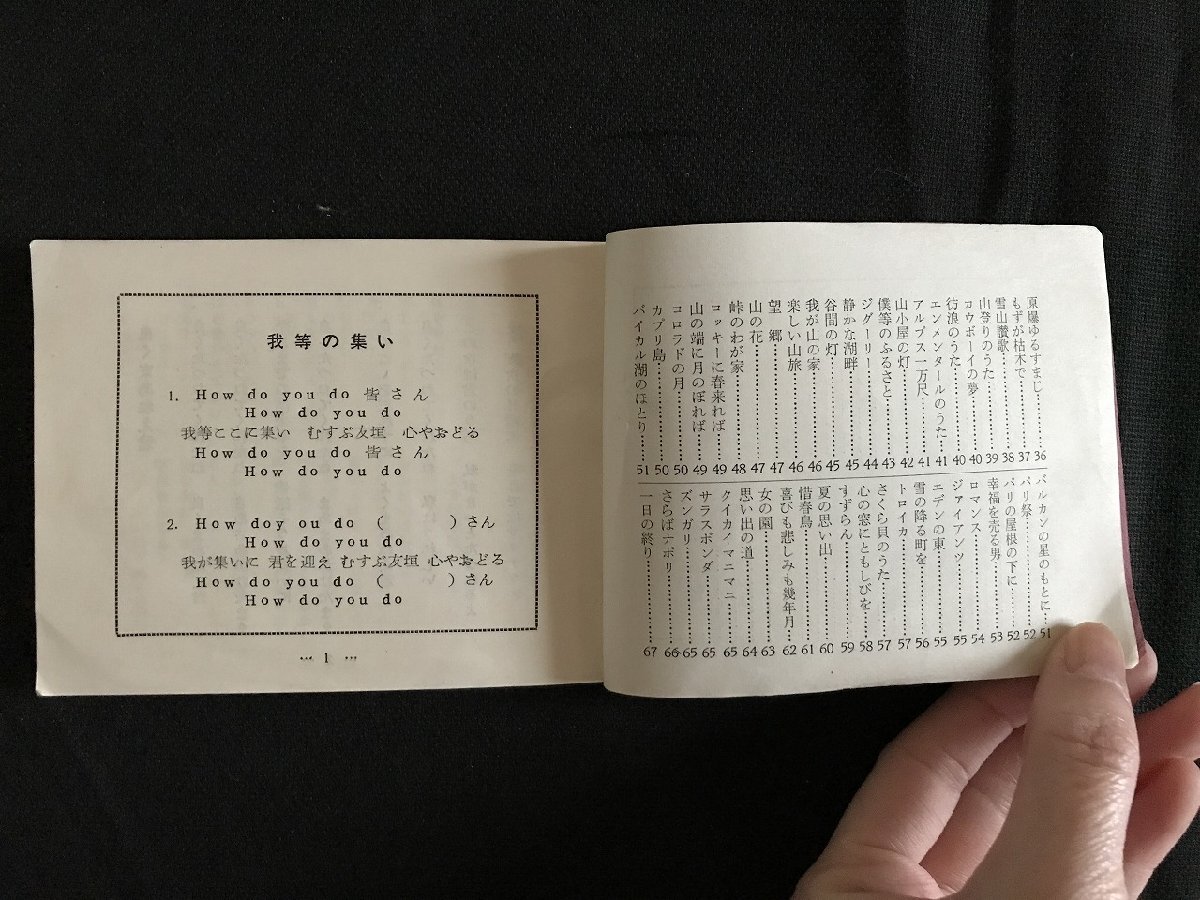 我等の集い
1. How do you do 皆さん
How do you do
我等ここに集い むすぶ友垣 心やおどる
How do you do 皆さん
How do you do
2. How doy ou do ( )さん
How do you do
我が集いに 君を迎え むすぶ友垣 心やおどる
How do you do ( )さん
How do you do
… 1 …
原爆ゆるすまじ……36
もずが枯木で……37
雪山讃歌……38
山登りのうた……39
カウボーイの夢……40
放浪のうた……40
エンメンタールのうた……41
アルプス一万尺……41
山小屋の灯……42
僕等のふるさと……43
ジグーリー……44
静かな湖畔……45
谷間の灯……45
我が山の家……46
楽しい山旅……46
望郷……47
山の花……47
峠のわが家……48
ロッキーに春来れば……49
山の端に月のぼれば……49
コロラドの月……50
カプリ島……50
バイカル湖のほとり……51
バルカンの星のもとに……51
パリ祭……52
パリの屋根の下に……52
幸福を売る男……53
ロマンス……54
ジァイアンツ……55
エデンの東……55
雪の降る町を……56
トロイカ……57
さくら貝のうた……57
心の窓にともしびを……58
すずらん……59
夏の思い出……60
惜春鳥……61
喜びも悲しみも幾年月……62
女の園……63
思い出の道……64
クイカイマニマニ……65
サラスポンダ……65
ズンガリ……65
さらばナポリ……66
一日の終り……67